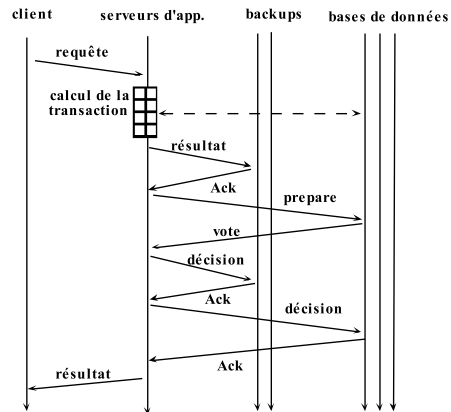 client
serveurs d'app.
backups
bases de données
requête
calcul de la
transaction
résultat
Ack
prepare
vote
décision
Ack
décision
Ack
résultat